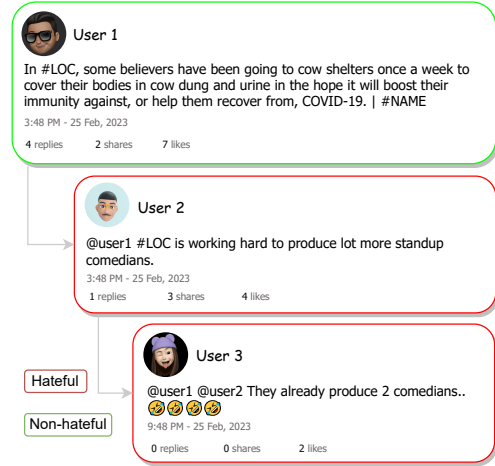 User 1
In #LOC, some believers have been going to cow shelters once a week to
cover their bodies in cow dung and urine in the hope it will boost their
immunity against, or help them recover from, COVID-19. | #NAME
3:48 PM - 25 Feb, 2023
4 replies 2 shares 7 likes
User 2
@user1 #LOC is working hard to produce lot more standup
comedians.
3:48 PM - 25 Feb, 2023
1 replies 3 shares 4 likes
User 3
@user1 @user2 They already produce 2 comedians..
🤣🤣🤣🤣
9:48 PM - 25 Feb, 2023
0 replies 0 shares 2 likes
Hateful
Non-hateful